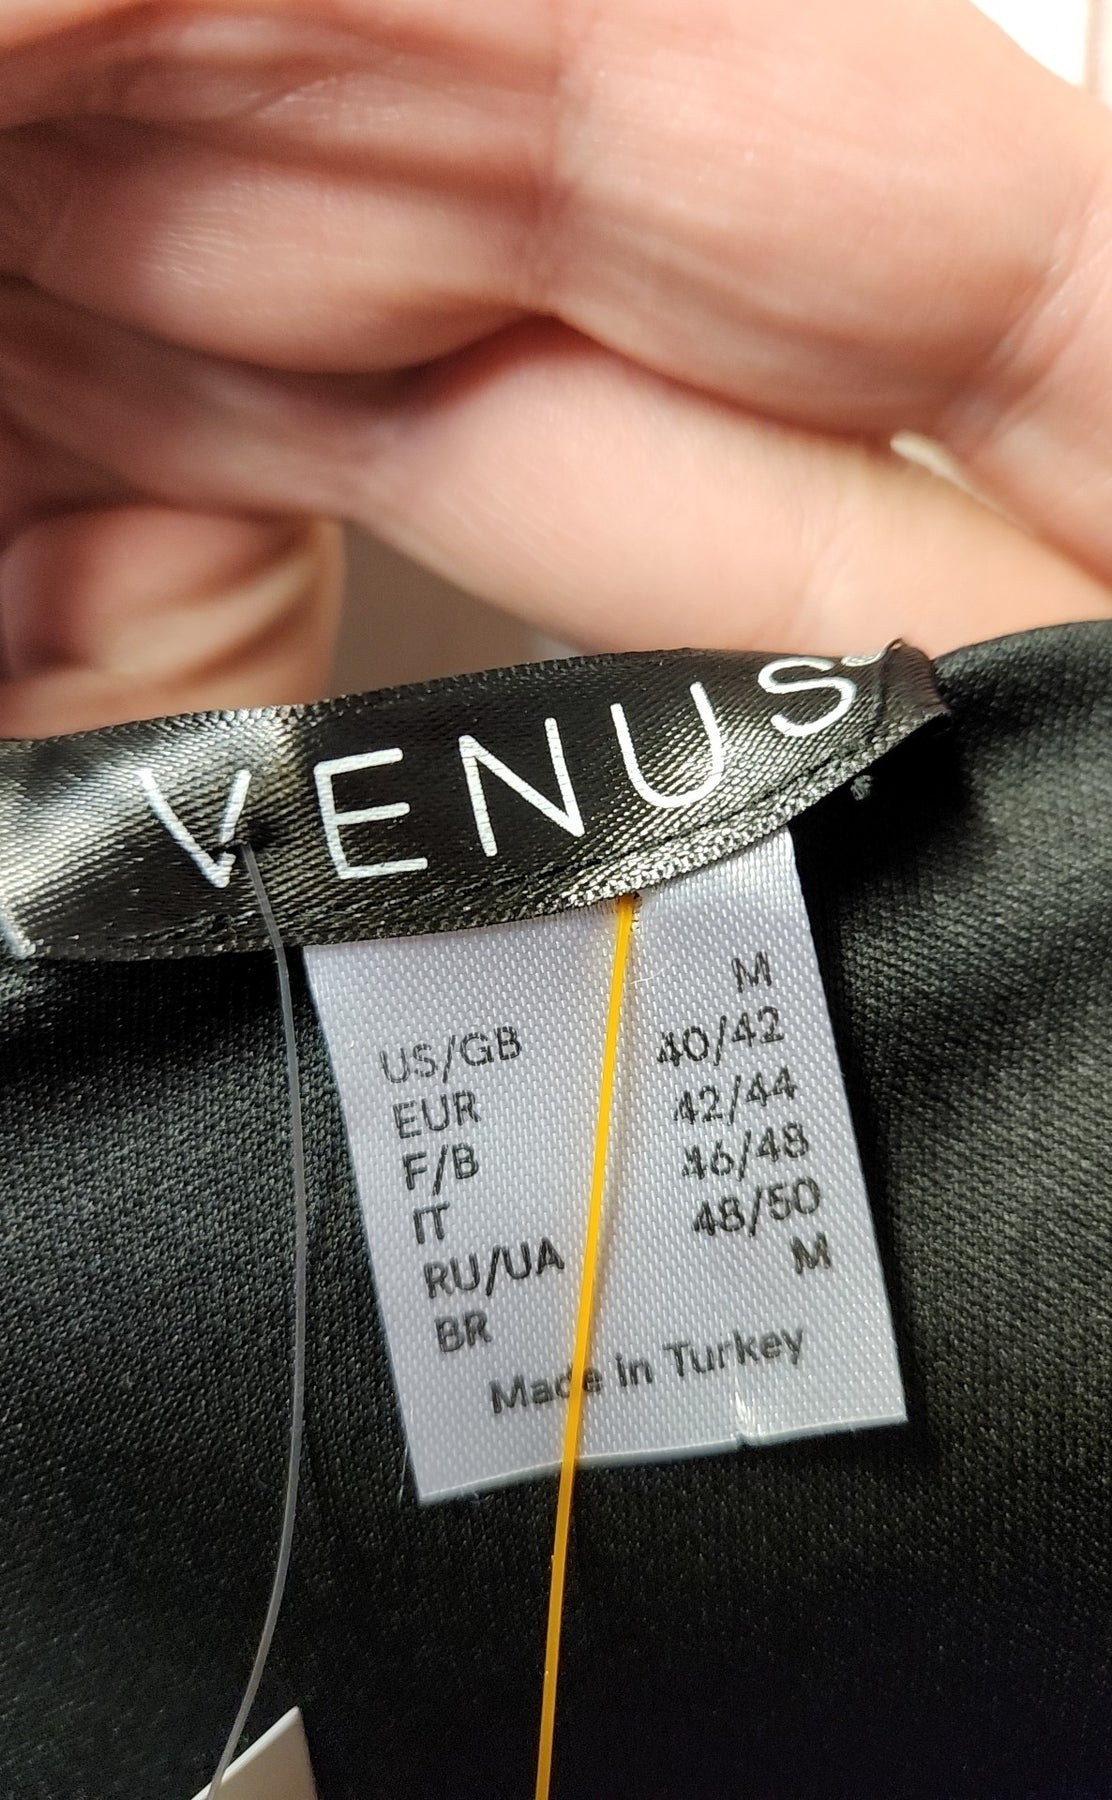 VENUS
US/GB M
EUR 40/42
F/B 42/44
IT 46/48
RU/UA 48/50
BR M
Made in Turkey